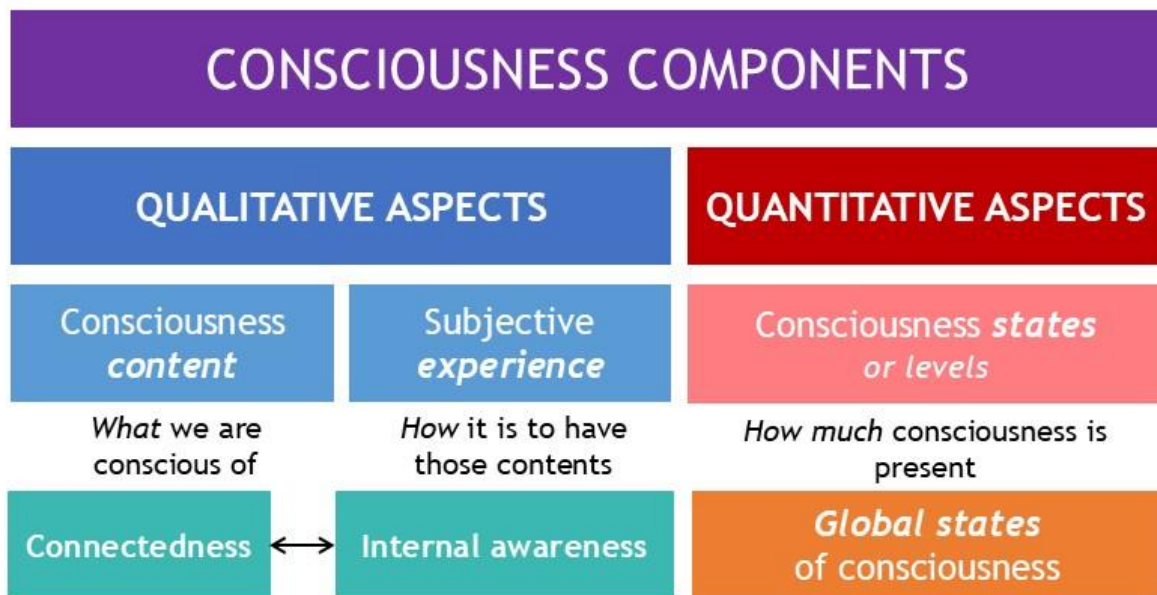 CONSCIOUSNESS COMPONENTS
QUALITATIVE ASPECTS
QUANTITATIVE ASPECTS
Consciousness
content
Subjective
experience
Consciousness states
or levels
What we are
conscious of
How it is to have
those contents
How much consciousness is
present
Connectedness
Internal awareness
Global states
of consciousness